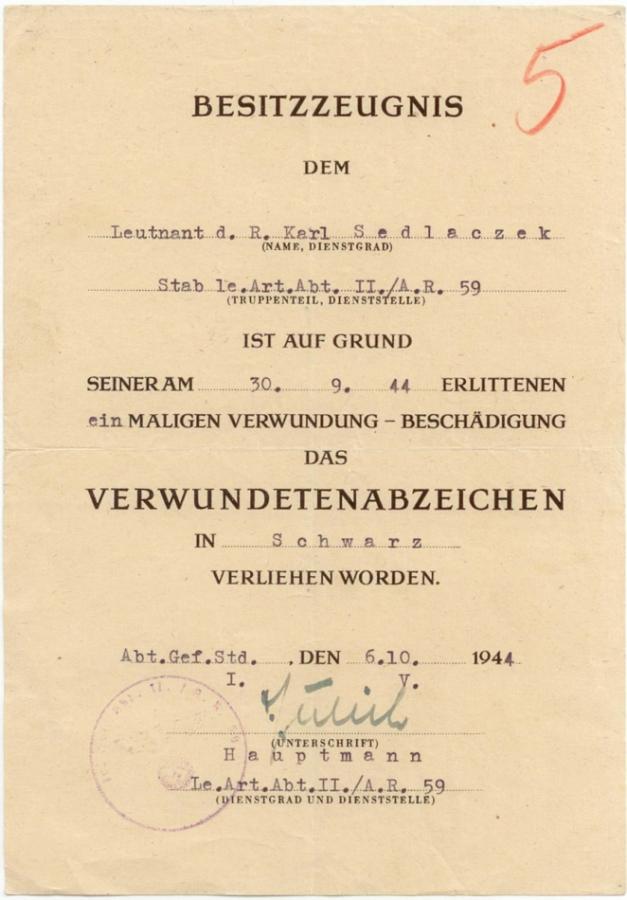 5
BESITZZEUGNIS
DEM
Leutnant d. R. Karl Sedlaczek
(NAME, DIENSTGRAD)
Stab le.Art.Abt. II./A.R. 59
(TRUPPENTEIL, DIENSTSTELLE)
IST AUF GRUND
SEINER AM 30. 9. 44 ERLITTENEN
ein MALIGEN VERWUNDUNG – BESCHÄDIGUNG
DAS
VERWUNDETENABZEICHEN
IN Schwarz
VERLIEHEN WORDEN.
Abt.Gef.Std. , DEN 6.10. 1944
I. V.
(UNTERSCHRIFT)
Hauptmann
Le.Art.Abt.II./A.R. 59
(DIENSTGRAD UND DIENSTSTELLE)